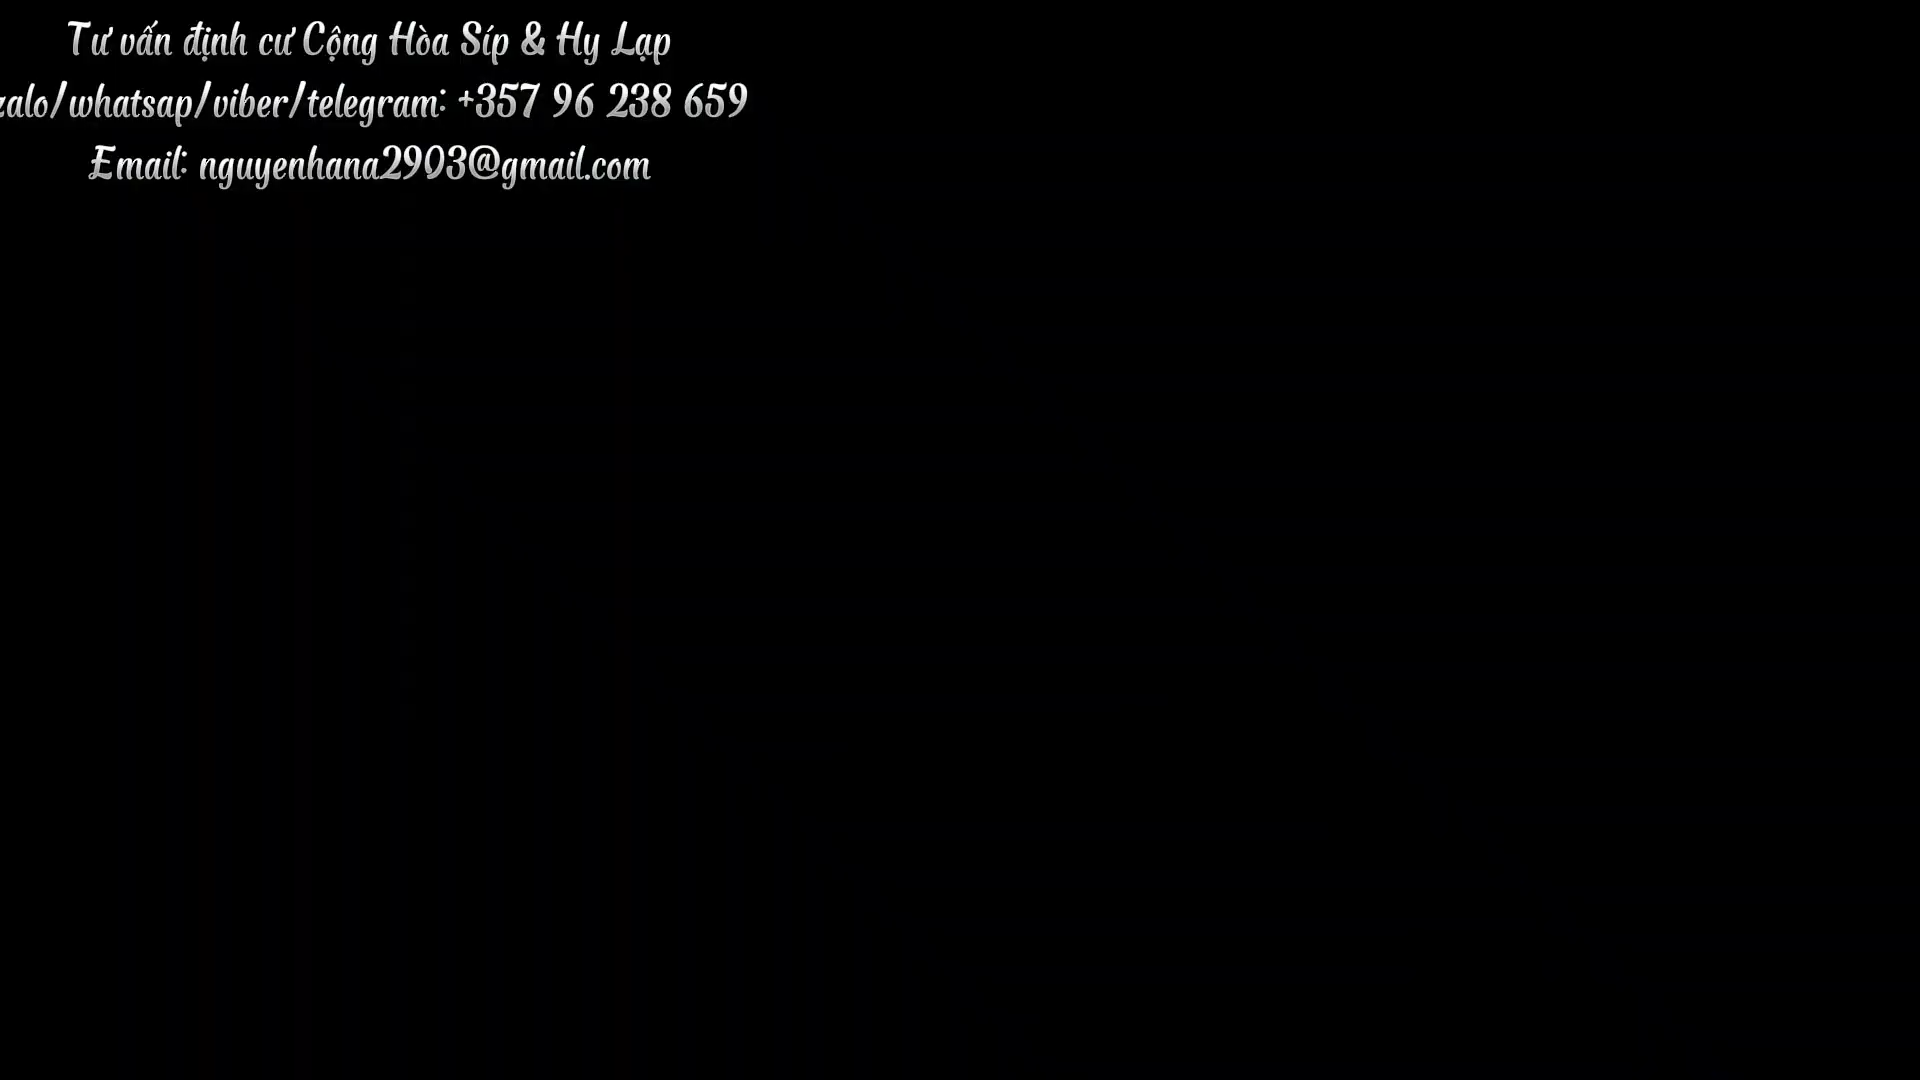 Tư vấn định cư Cộng Hòa Síp & Hy Lạp
zalo/whatsap/viber/telegram: +357 96 238 659
Email: nguyenhana2903@gmail.com